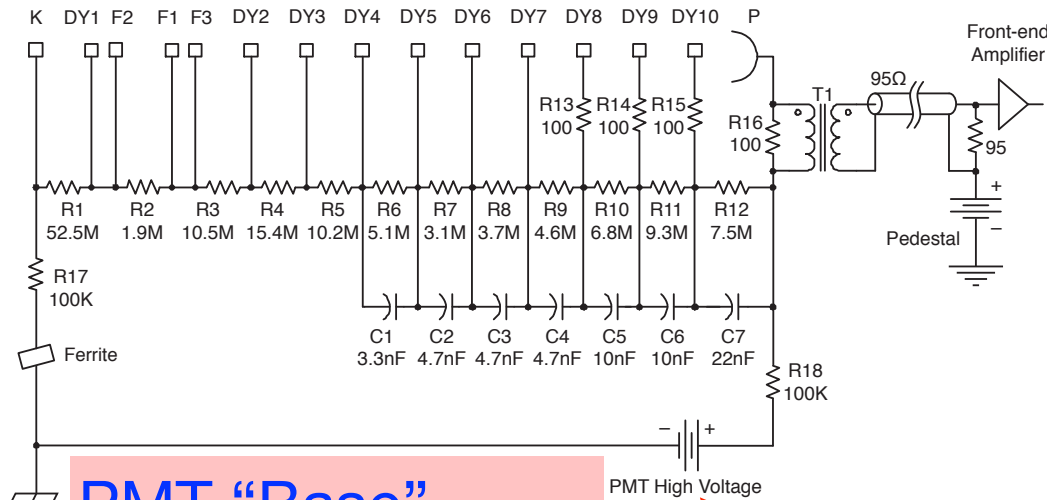 K DY1 F2 F1 F3 DY2 DY3 DY4 DY5 DY6 DY7 DY8 DY9 DY10 P
Front-end
Amplifier
95Ω
T1
R13 R14 R15
100 100 100
R16
100
95
R1 R2 R3 R4 R5 R6 R7 R8 R9 R10 R11 R12
52.5M 1.9M 10.5M 15.4M 10.2M 5.1M 3.1M 3.7M 4.6M 6.8M 9.3M 7.5M
+
Pedestal
–
R17
100K
C1 C2 C3 C4 C5 C6 C7
3.3nF 4.7nF 4.7nF 4.7nF 10nF 10nF 22nF
Ferrite
R18
100K
– +
PMT High Voltage
PMT “Base”